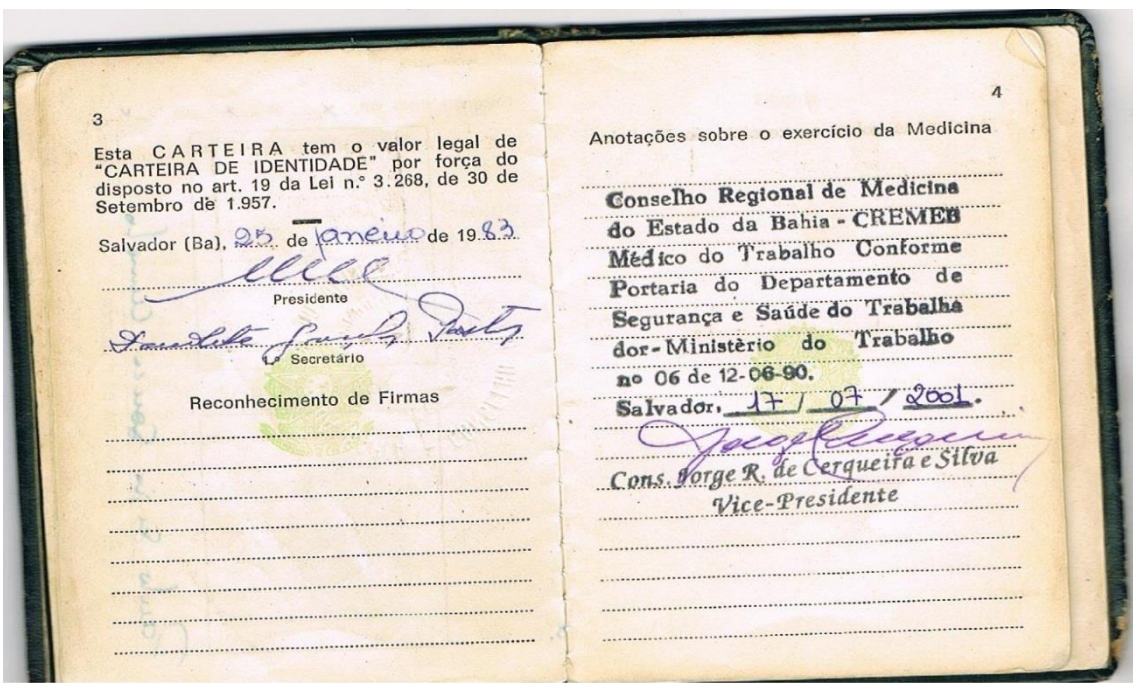 3
Esta CARTEIRA tem o valor legal de
“CARTEIRA DE IDENTIDADE” por força do
disposto no art. 19 da Lei n.º 3.268, de 30 de
Setembro de 1.957.
Salvador (Ba), 25 de janeiro de 1983
Presidente
1.º Secretário
Reconhecimento de Firmas
4
Anotações sobre o exercício da Medicina
Conselho Regional de Medicina
do Estado da Bahia - CREMEB
Médico do Trabalho Conforme
Portaria do Departamento de
Segurança e Saúde do Trabalha
dor - Ministèrio do Trabalho
nº 06 de 12-06-90.
Salvador, 17 / 07 / 2001.
Cons. Jorge R. de Cerqueira e Silva
Vice-Presidente